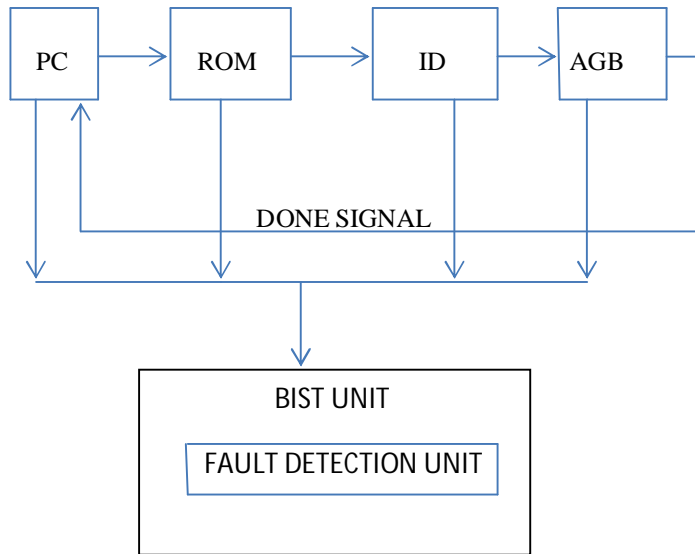 PC
ROM
ID
AGB
DONE SIGNAL
BIST UNIT
FAULT DETECTION UNIT